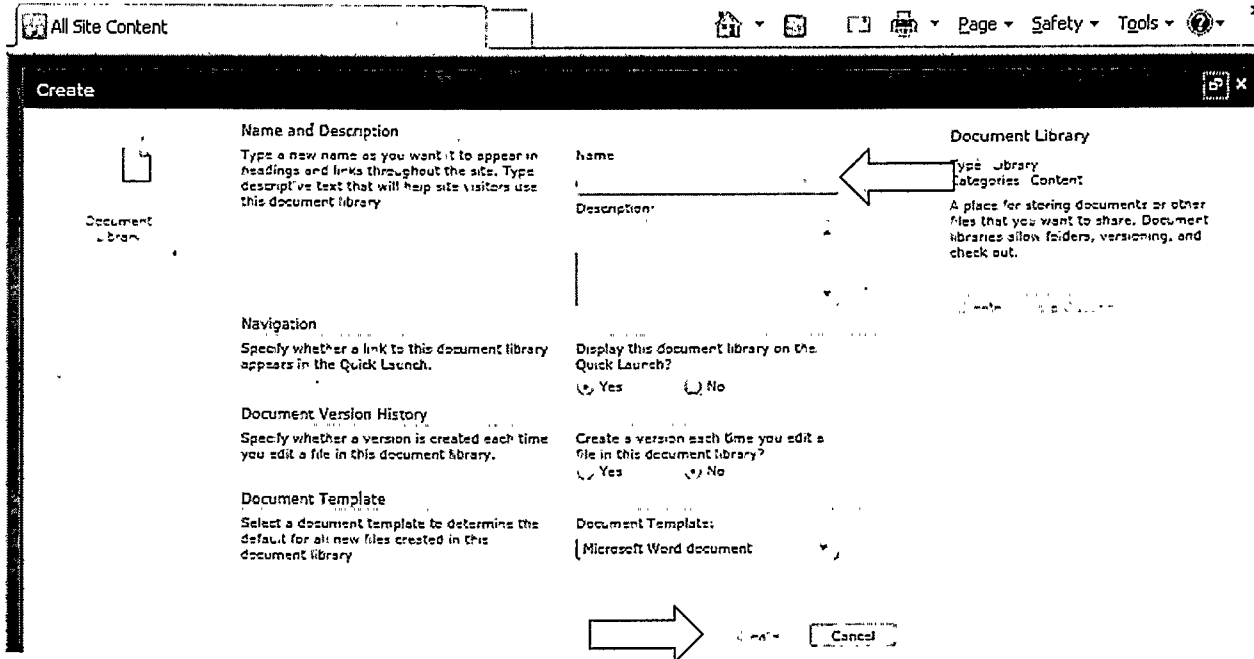 All Site Content
Page Safety Tools
Create
Document
Name and Description
Type a new name as you want it to appear in
headings and links throughout the site. Type
descriptive text that will help site visitors use
this document library
Name
Description:
Navigation
Specify whether a link to this document library
appears in the Quick Launch.
Display this document library on the
Quick Launch?
Yes No
Document Version History
Specify whether a version is created each time
you edit a file in this document library.
Create a version each time you edit a
file in this document library?
Yes No
Document Template
Select a document template to determine the
default for all new files created in this
document library
Document Template:
Microsoft Word document
Cancel
Document Library
Type Library
Categories Content
A place for storing documents or other
files that you want to share. Document
libraries allow folders, versioning, and
check out.